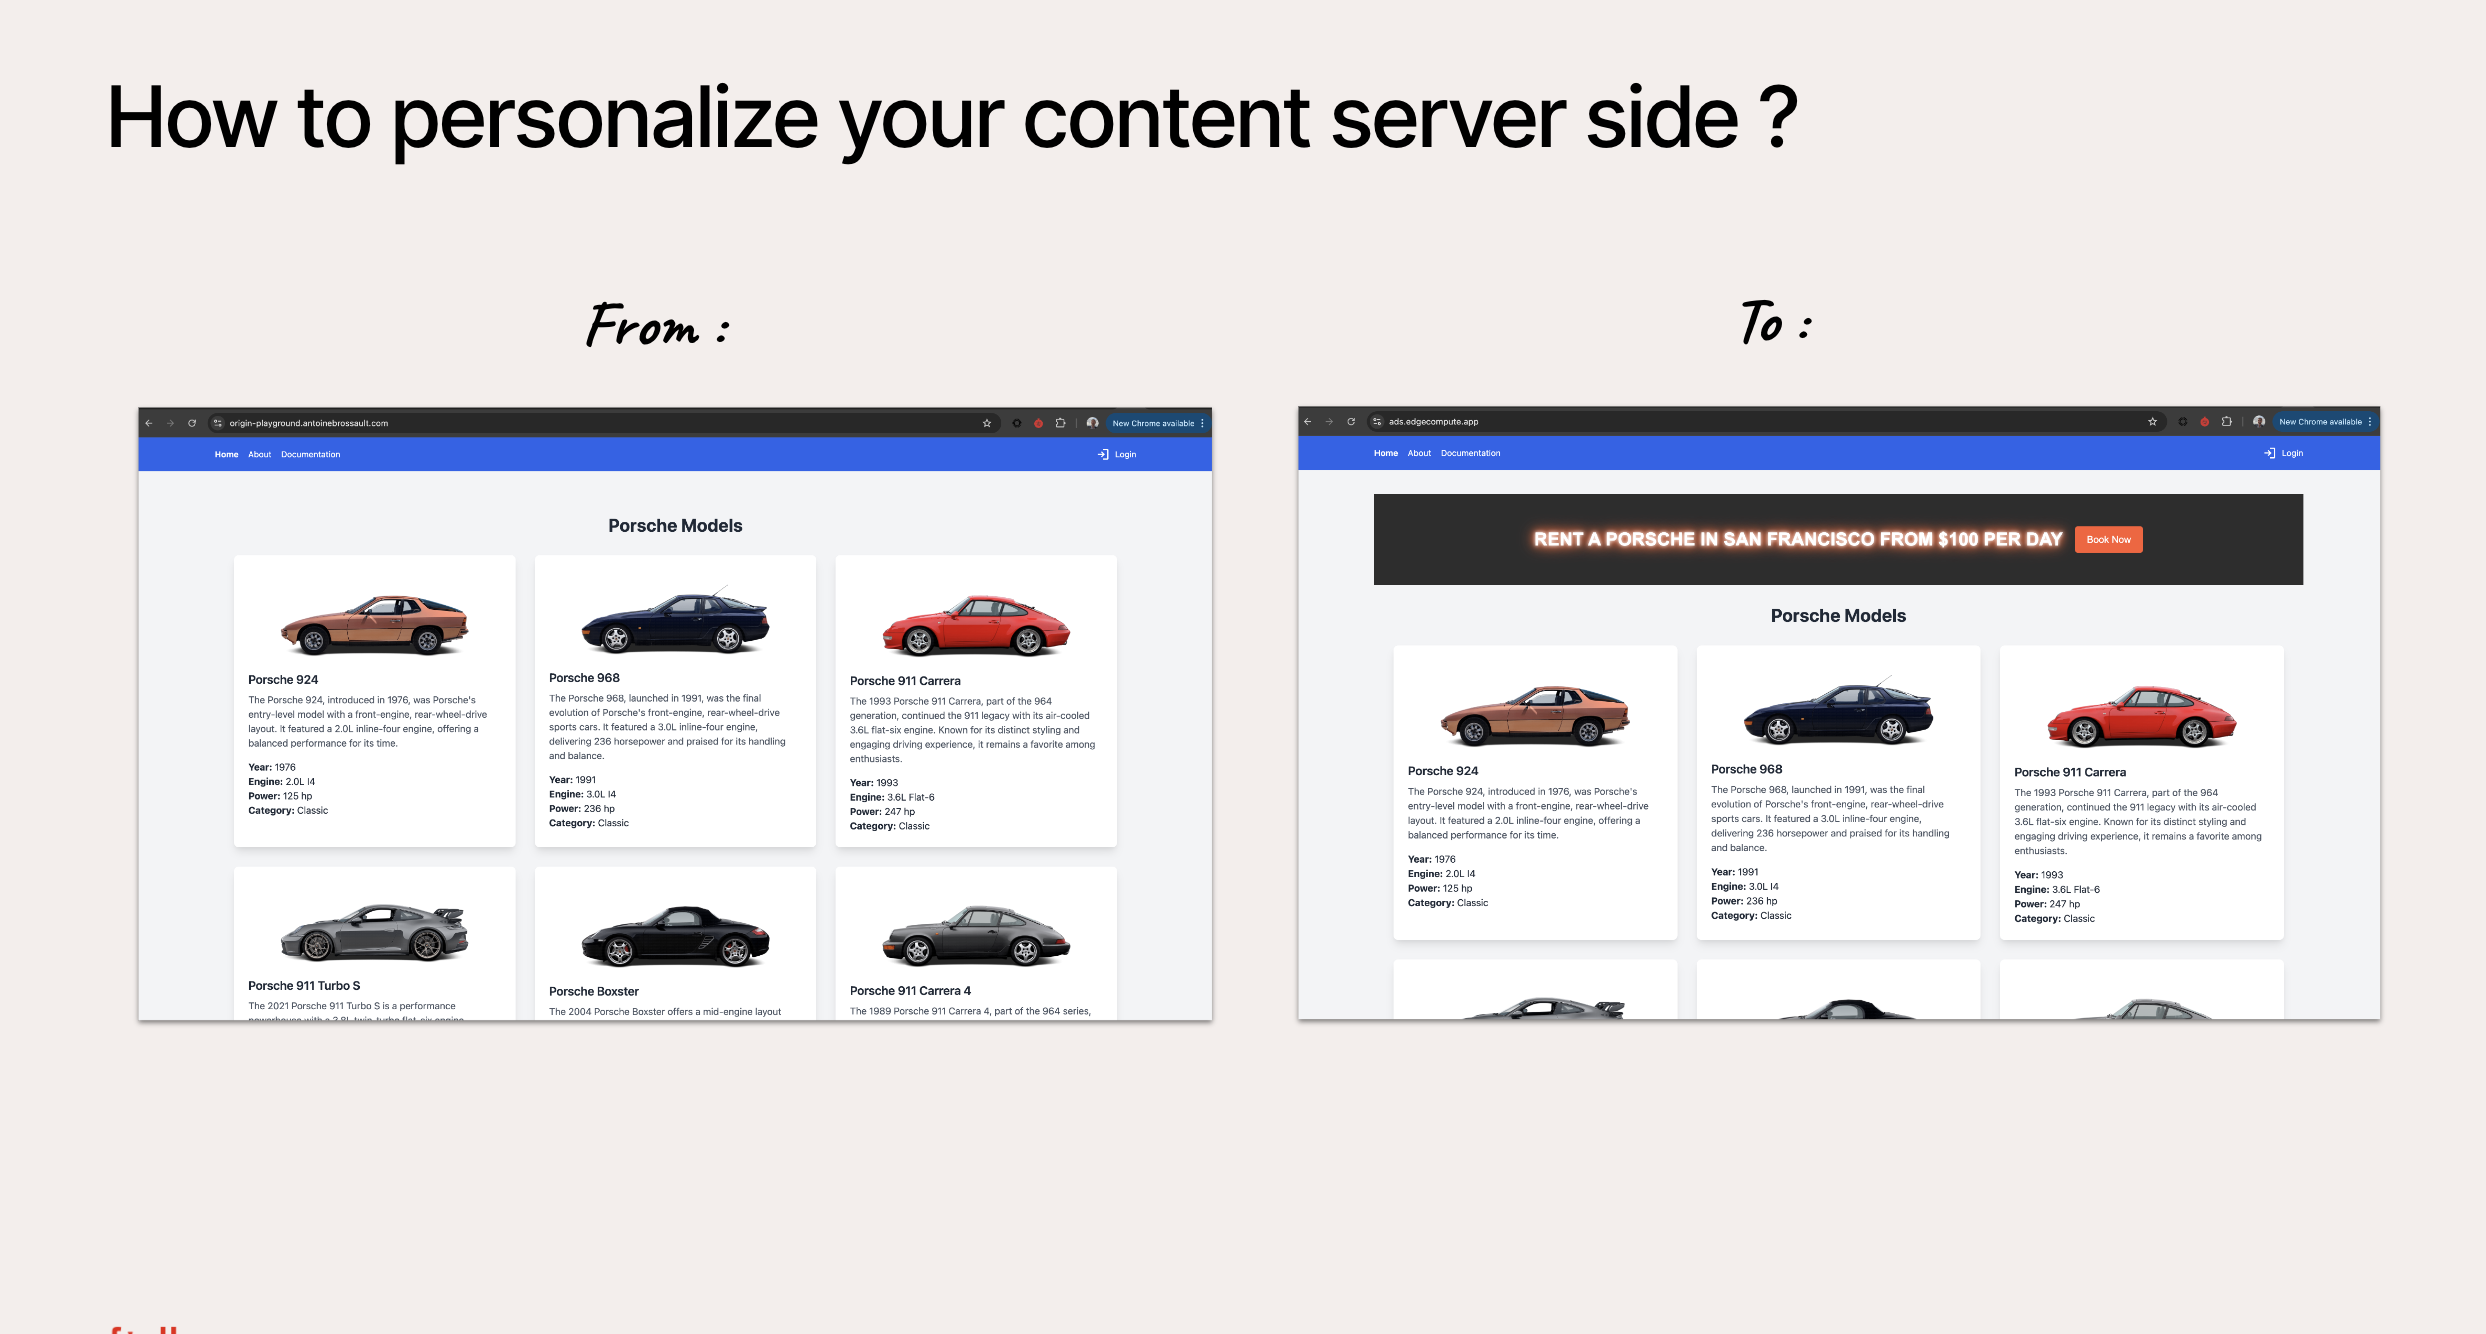 How to personalize your content server side ?
From :
To :
origin-playground.antoinebrossault.com
New Chrome available
Home About Documentation
Login
Porsche Models
Porsche 924
The Porsche 924, introduced in 1976, was Porsche's
entry-level model with a front-engine, rear-wheel-drive
layout. It featured a 2.0L inline-four engine, offering a
balanced performance for its time.
Year: 1976
Engine: 2.0L I4
Power: 125 hp
Category: Classic
Porsche 968
The Porsche 968, launched in 1991, was the final
evolution of Porsche's front-engine, rear-wheel-drive
sports cars. It featured a 3.0L inline-four engine,
delivering 236 horsepower and praised for its handling
and balance.
Year: 1991
Engine: 3.0L I4
Power: 236 hp
Category: Classic
Porsche 911 Carrera
The 1993 Porsche 911 Carrera, part of the 964
generation, continued the 911 legacy with its air-cooled
3.6L flat-six engine. Known for its distinct styling and
engaging driving experience, it remains a favorite among
enthusiasts.
Year: 1993
Engine: 3.6L Flat-6
Power: 247 hp
Category: Classic
Porsche 911 Turbo S
The 2021 Porsche 911 Turbo S is a performance
powerhouse with a 3.8L twin-turbo flat-six engine
Porsche Boxster
The 2004 Porsche Boxster offers a mid-engine layout
Porsche 911 Carrera 4
The 1989 Porsche 911 Carrera 4, part of the 964 series,
ads.edgecompute.app
New Chrome available
Home About Documentation
Login
RENT A PORSCHE IN SAN FRANCISCO FROM $100 PER DAY
Book Now
Porsche Models
Porsche 924
The Porsche 924, introduced in 1976, was Porsche's
entry-level model with a front-engine, rear-wheel-drive
layout. It featured a 2.0L inline-four engine, offering a
balanced performance for its time.
Year: 1976
Engine: 2.0L I4
Power: 125 hp
Category: Classic
Porsche 968
The Porsche 968, launched in 1991, was the final
evolution of Porsche's front-engine, rear-wheel-drive
sports cars. It featured a 3.0L inline-four engine,
delivering 236 horsepower and praised for its handling
and balance.
Year: 1991
Engine: 3.0L I4
Power: 236 hp
Category: Classic
Porsche 911 Carrera
The 1993 Porsche 911 Carrera, part of the 964
generation, continued the 911 legacy with its air-cooled
3.6L flat-six engine. Known for its distinct styling and
engaging driving experience, it remains a favorite among
enthusiasts.
Year: 1993
Engine: 3.6L Flat-6
Power: 247 hp
Category: Classic